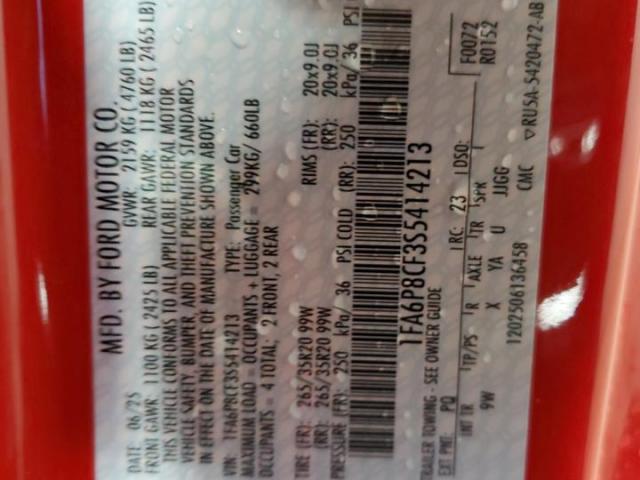 MFD. BY FORD MOTOR CO.
DATE: 06/25 GVWR: 2159 KG (4760 LB)
FRONT GAWR: 1100 KG (2425 LB) REAR GAWR: 1118 KG (2465 LB)
THIS VEHICLE CONFORMS TO ALL APPLICABLE FEDERAL MOTOR
VEHICLE SAFETY, BUMPER, AND THEFT PREVENTION STANDARDS
IN EFFECT ON THE DATE OF MANUFACTURE SHOWN ABOVE.
VIN: 1FA6P8CF3S5414213 TYPE: Passenger Car
MAXIMUM LOAD = OCCUPANTS + LUGGAGE = 299KG/ 660LB
OCCUPANTS = 4 TOTAL; 2 FRONT, 2 REAR
TIRE (FR): 265/35R20 99W RIMS (FR): 20x9.0J
(RR): 265/35R20 99W (RR): 20x9.0J
PRESSURE (FR): 250 kPa/ 36 PSI COLD (RR): 250 kPa/ 36 PSI
1FA6P8CF3S5414213
TRAILER TOWING - SEE OWNER GUIDE F0072
EXT PNT: PQ RC: 23 DSO: R0152
INT TR TP/PS R AXLE TR SPR
9W X YA U JJGG
1202506136458 CMC ▽RU5A-5420472-AB